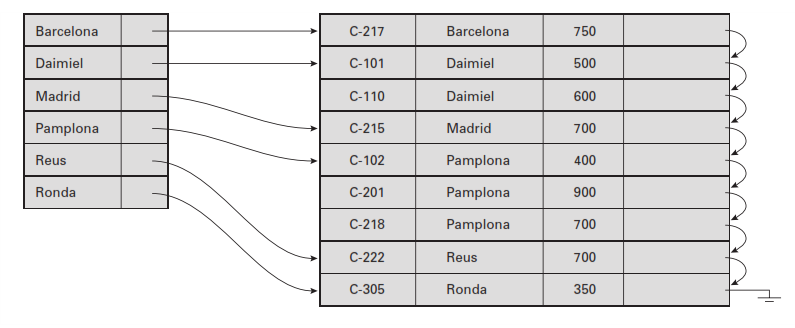 Barcelona C-217 Barcelona 750
Daimiel C-101 Daimiel 500
Madrid C-110 Daimiel 600
Pamplona C-215 Madrid 700
Reus C-102 Pamplona 400
Ronda C-201 Pamplona 900
C-218 Pamplona 700
C-222 Reus 700
C-305 Ronda 350